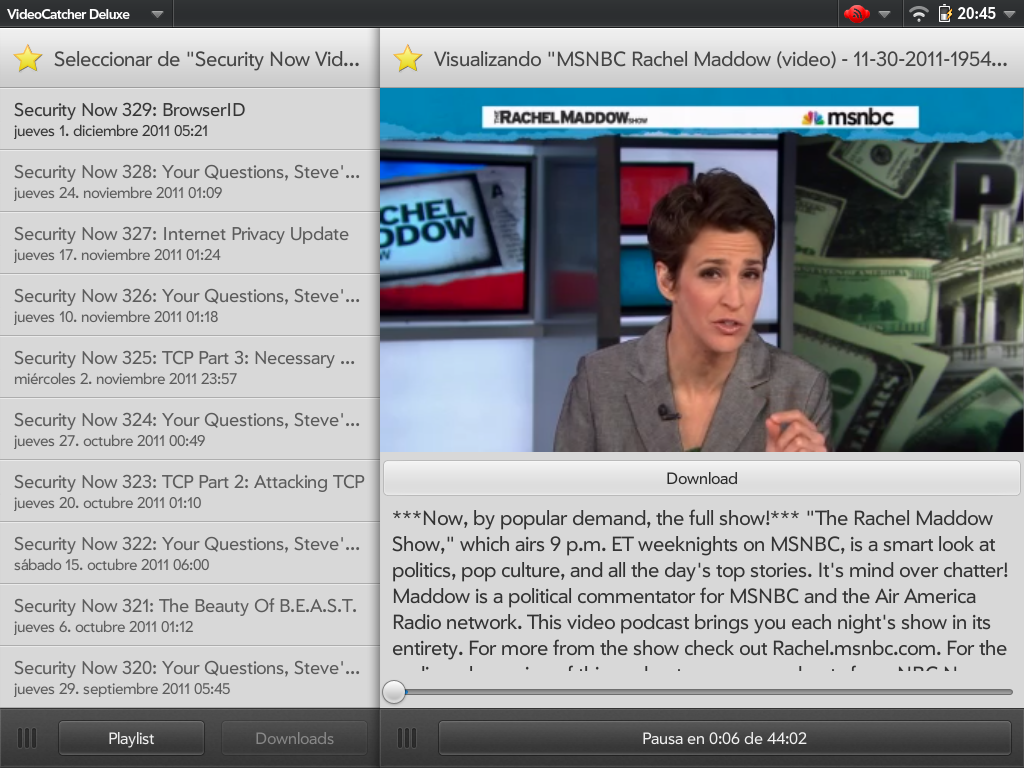 VideoCatcher Deluxe
20:45
Seleccionar de "Security Now Vid...
Security Now 329: BrowserID
jueves 1. diciembre 2011 05:21
Security Now 328: Your Questions, Steve'...
jueves 24. noviembre 2011 01:09
Security Now 327: Internet Privacy Update
jueves 17. noviembre 2011 01:24
Security Now 326: Your Questions, Steve'...
jueves 10. noviembre 2011 01:18
Security Now 325: TCP Part 3: Necessary ...
miércoles 2. noviembre 2011 23:57
Security Now 324: Your Questions, Steve'...
jueves 27. octubre 2011 00:49
Security Now 323: TCP Part 2: Attacking TCP
jueves 20. octubre 2011 01:10
Security Now 322: Your Questions, Steve'...
sábado 15. octubre 2011 06:00
Security Now 321: The Beauty Of B.E.A.S.T.
jueves 6. octubre 2011 01:12
Security Now 320: Your Questions, Steve'...
jueves 29. septiembre 2011 05:45
Playlist
Downloads
Visualizando "MSNBC Rachel Maddow (video) - 11-30-2011-1954...
THE RACHEL MADDOW SHOW
msnbc
CHEL
DDOW
P
Download
***Now, by popular demand, the full show!*** "The Rachel Maddow
Show," which airs 9 p.m. ET weeknights on MSNBC, is a smart look at
politics, pop culture, and all the day's top stories. It's mind over chatter!
Maddow is a political commentator for MSNBC and the Air America
Radio network. This video podcast brings you each night's show in its
entirety. For more from the show check out Rachel.msnbc.com. For the
Pausa en 0:06 de 44:02